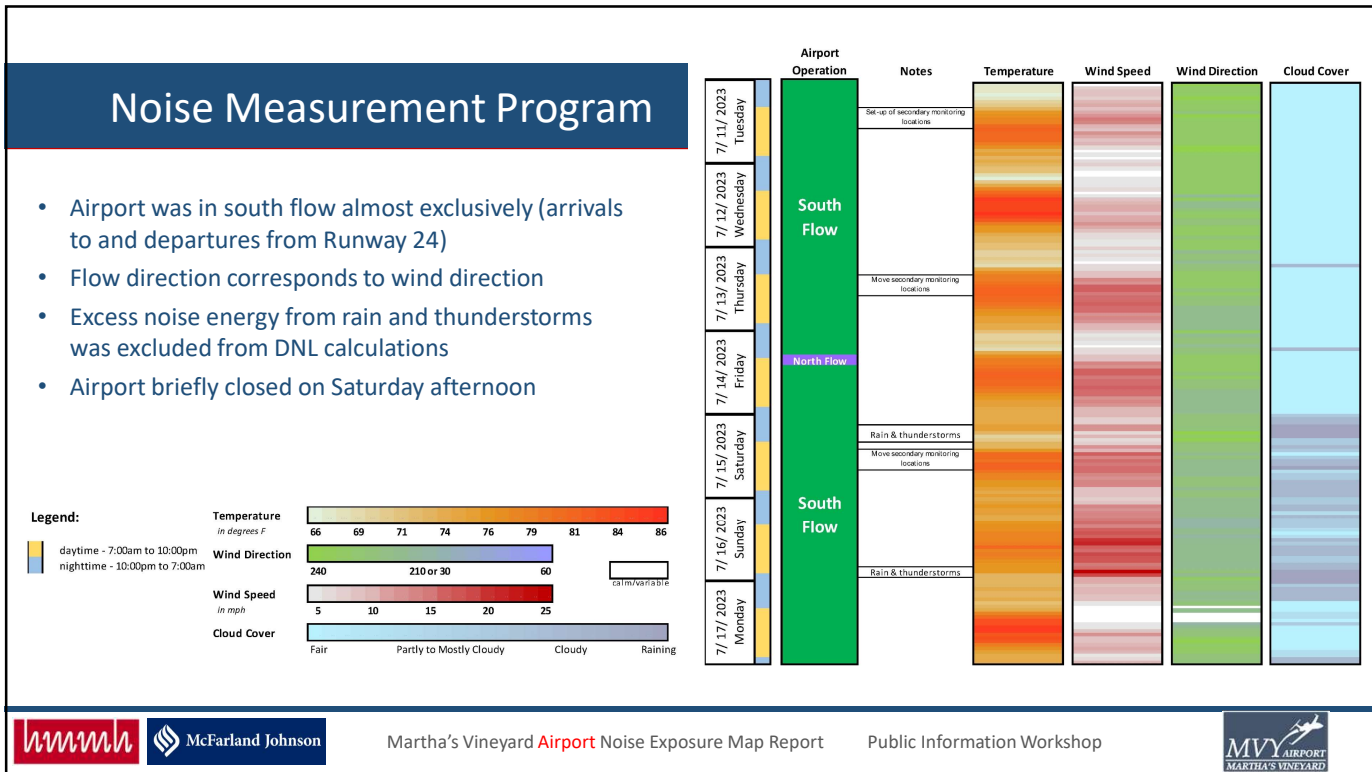 Noise Measurement Program
• Airport was in south flow almost exclusively (arrivals
to and departures from Runway 24)
• Flow direction corresponds to wind direction
• Excess noise energy from rain and thunderstorms
was excluded from DNL calculations
• Airport briefly closed on Saturday afternoon
Legend:
daytime - 7:00am to 10:00pm
nighttime - 10:00pm to 7:00am
Temperature
in degrees F
66 69 71 74 76 79 81 84 86
Wind Direction
240 210 or 30 60
calm/variable
Wind Speed
in mph
5 10 15 20 25
Cloud Cover
Fair Partly to Mostly Cloudy Cloudy Raining
Airport
Operation Notes Temperature Wind Speed Wind Direction Cloud Cover
7/ 11/ 2023
Tuesday
7/ 12/ 2023
Wednesday
7/ 13/ 2023
Thursday
7/ 14/ 2023
Friday
7/ 15/ 2023
Saturday
7/ 16/ 2023
Sunday
7/ 17/ 2023
Monday
South
Flow
North Flow
South
Flow
Set-up of secondary monitoring
locations
Move secondary monitoring
locations
Rain & thunderstorms
Move secondary monitoring
locations
Rain & thunderstorms
hmmh
McFarland Johnson
Martha's Vineyard Airport Noise Exposure Map Report Public Information Workshop
MVY AIRPORT
MARTHA'S VINEYARD